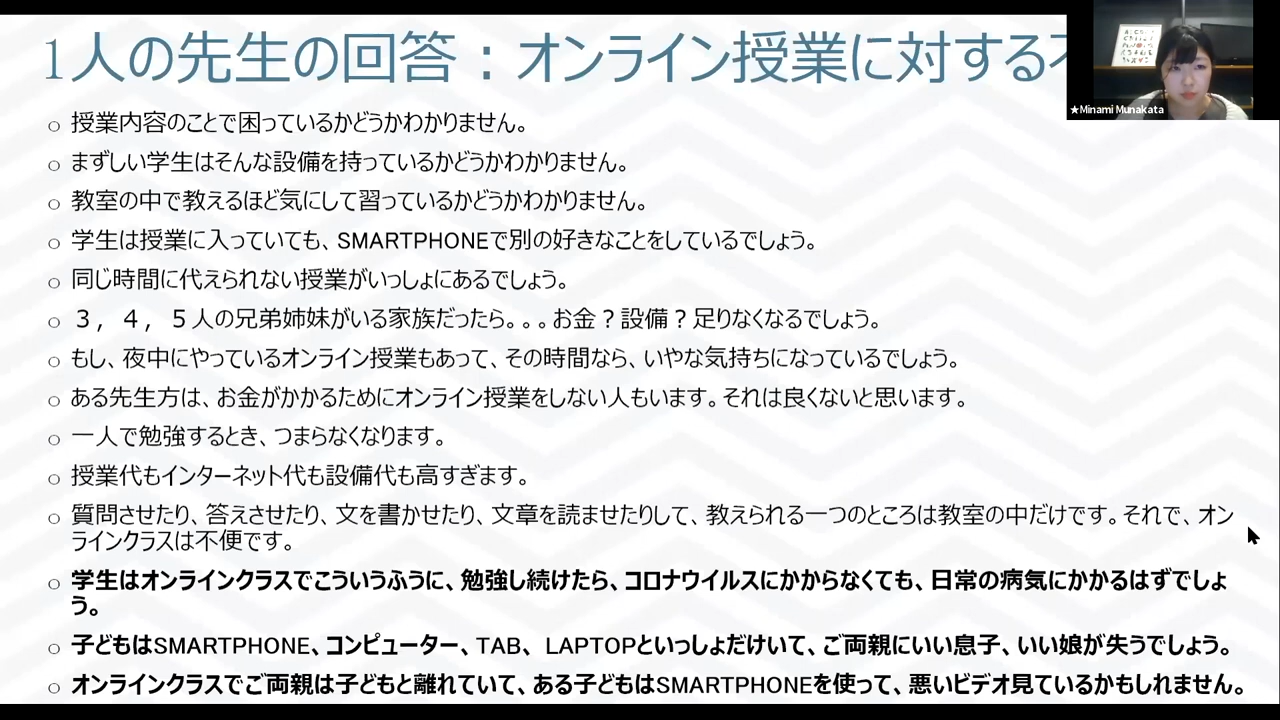 1人の先生の回答：オンライン授業に対する
★Minami Munakata
○ 授業内容のことで困っているかどうかわかりません。
○ まずしい学生はそんな設備を持っているかどうかわかりません。
○ 教室の中で教えるほど気にして習っているかどうかわかりません。
○ 学生は授業に入っていても、SMARTPHONEで別の好きなことをしているでしょう。
○ 同じ時間に代えられない授業がいっしょにあるでしょう。
○ ３，４，５人の兄弟姉妹がいる家族だったら。。。お金？設備？足りなくなるでしょう。
○ もし、夜中にやっているオンライン授業もあって、その時間なら、いやな気持ちになっているでしょう。
○ ある先生方は、お金がかかるためにオンライン授業をしない人もいます。それは良くないと思います。
○ 一人で勉強するとき、つまらなくなります。
○ 授業代もインターネット代も設備代も高すぎます。
○ 質問させたり、答えさせたり、文を書かせたり、文章を読ませたりして、教えられる一つのところは教室の中だけです。それで、オン
ラインクラスは不便です。
○ 学生はオンラインクラスでこういうふうに、勉強し続けたら、コロナウイルスにかからなくても、日常の病気にかかるはずでしょ
う。
○ 子どもはSMARTPHONE、コンピューター、TAB、LAPTOPといっしょだけいて、ご両親にいい息子、いい娘が失うでしょう。
○ オンラインクラスでご両親は子どもと離れていて、ある子どもはSMARTPHONEを使って、悪いビデオ見ているかもしれません。